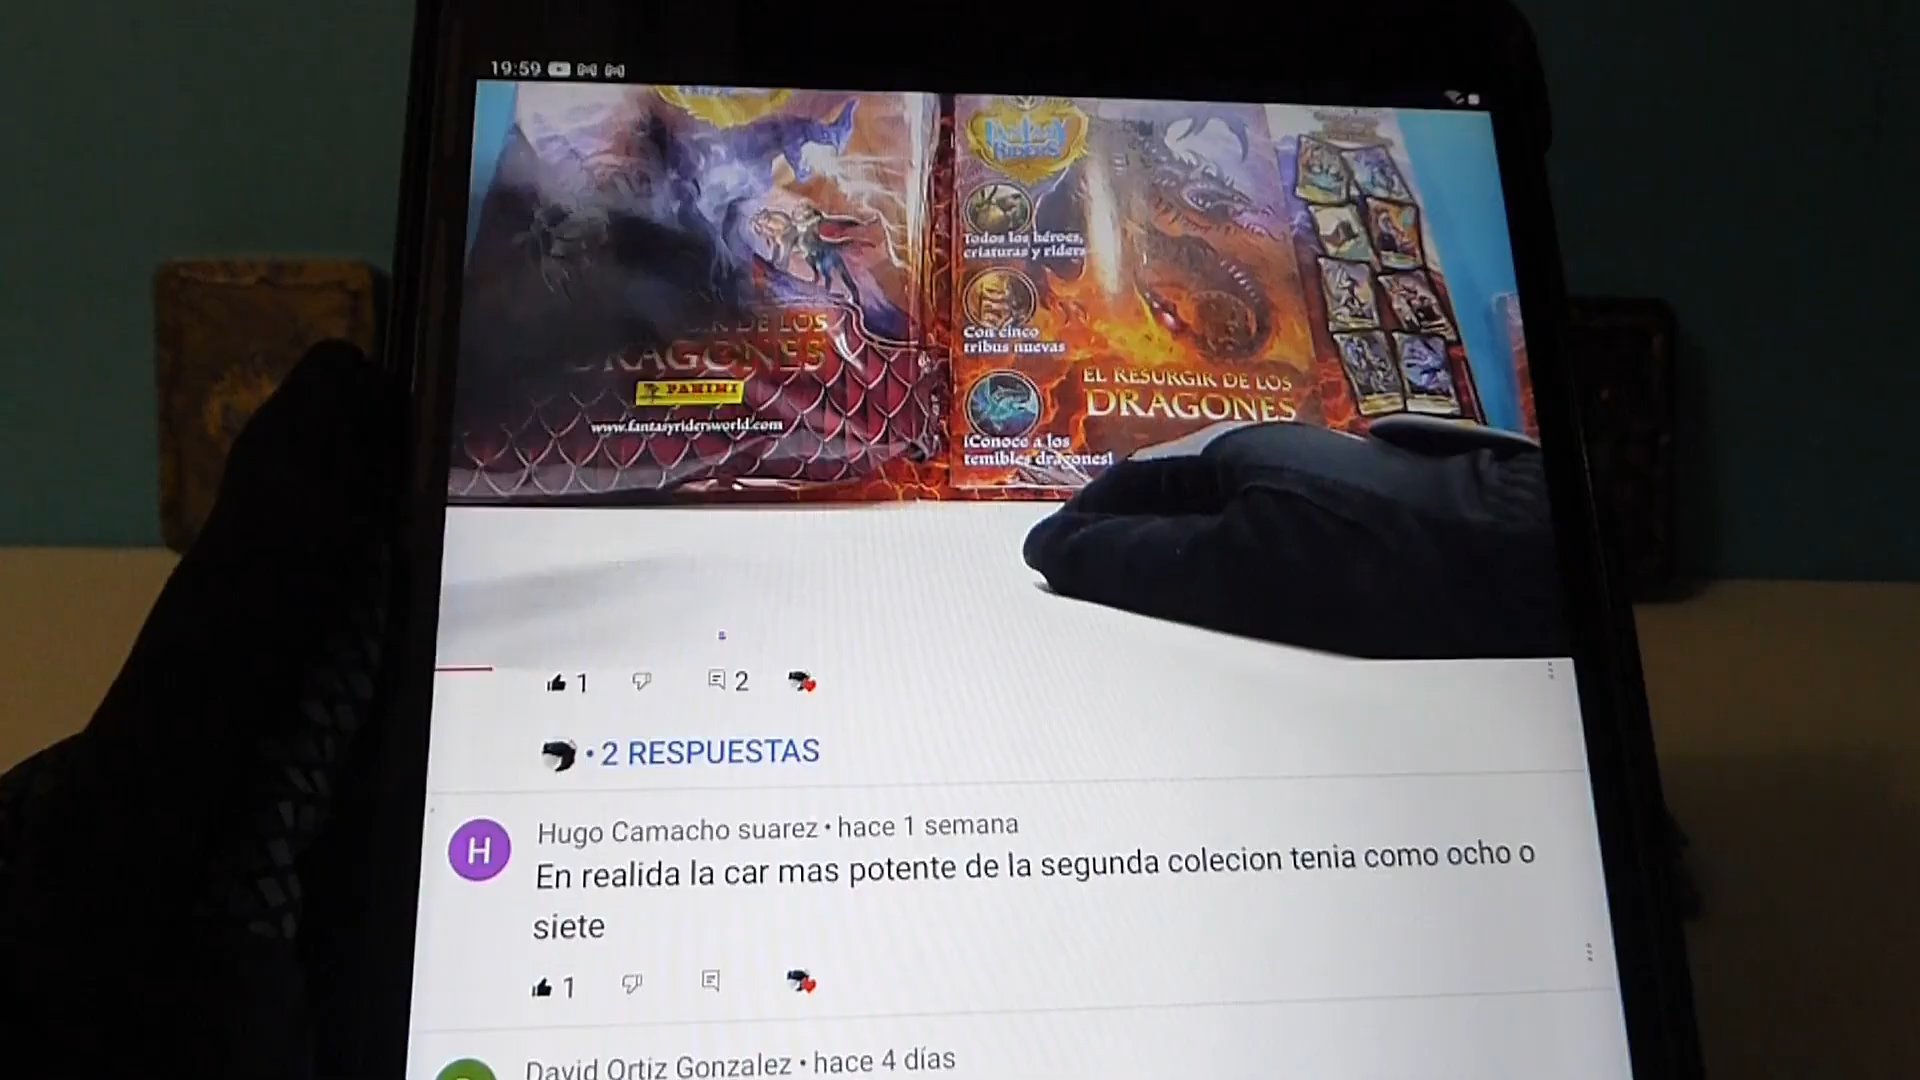 19:59
FANTASY
RIDERS
Todos los héroes,
criaturas y riders
Con cinco
tribus nuevas
¡Conoce a los
temibles dragones!
EL RESURGIR DE LOS
DRAGONES
DE LOS
DRAGONES
PANINI
www.fantasyridersworld.com
1
2
• 2 RESPUESTAS
H
Hugo Camacho suarez • hace 1 semana
En realida la car mas potente de la segunda colecion tenia como ocho o
siete
1
David Ortiz Gonzalez • hace 4 días